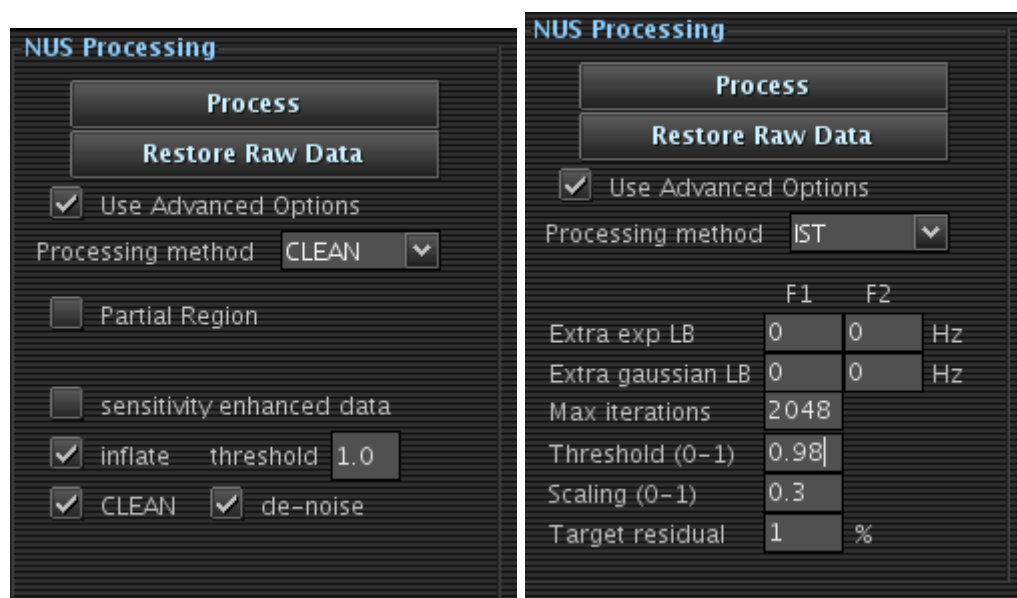 NUS Processing
Process
Restore Raw Data
Use Advanced Options
Processing method CLEAN
Partial Region
sensitivity enhanced data
inflate threshold 1.0
CLEAN de-noise
NUS Processing
Process
Restore Raw Data
Use Advanced Options
Processing method IST
F1 F2
Extra exp LB 0 0 Hz
Extra gaussian LB 0 0 Hz
Max iterations 2048
Threshold (0-1) 0.98
Scaling (0-1) 0.3
Target residual 1 %